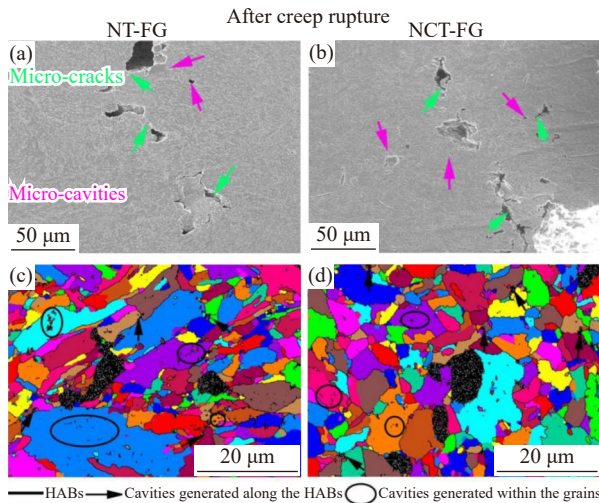 After creep rupture
NT-FG
NCT-FG
(a)
(b)
Micro-cracks
Micro-cavities
50 μm
50 μm
(c)
(d)
20 μm
20 μm
HABs
Cavities generated along the HABs
Cavities generated within the grain